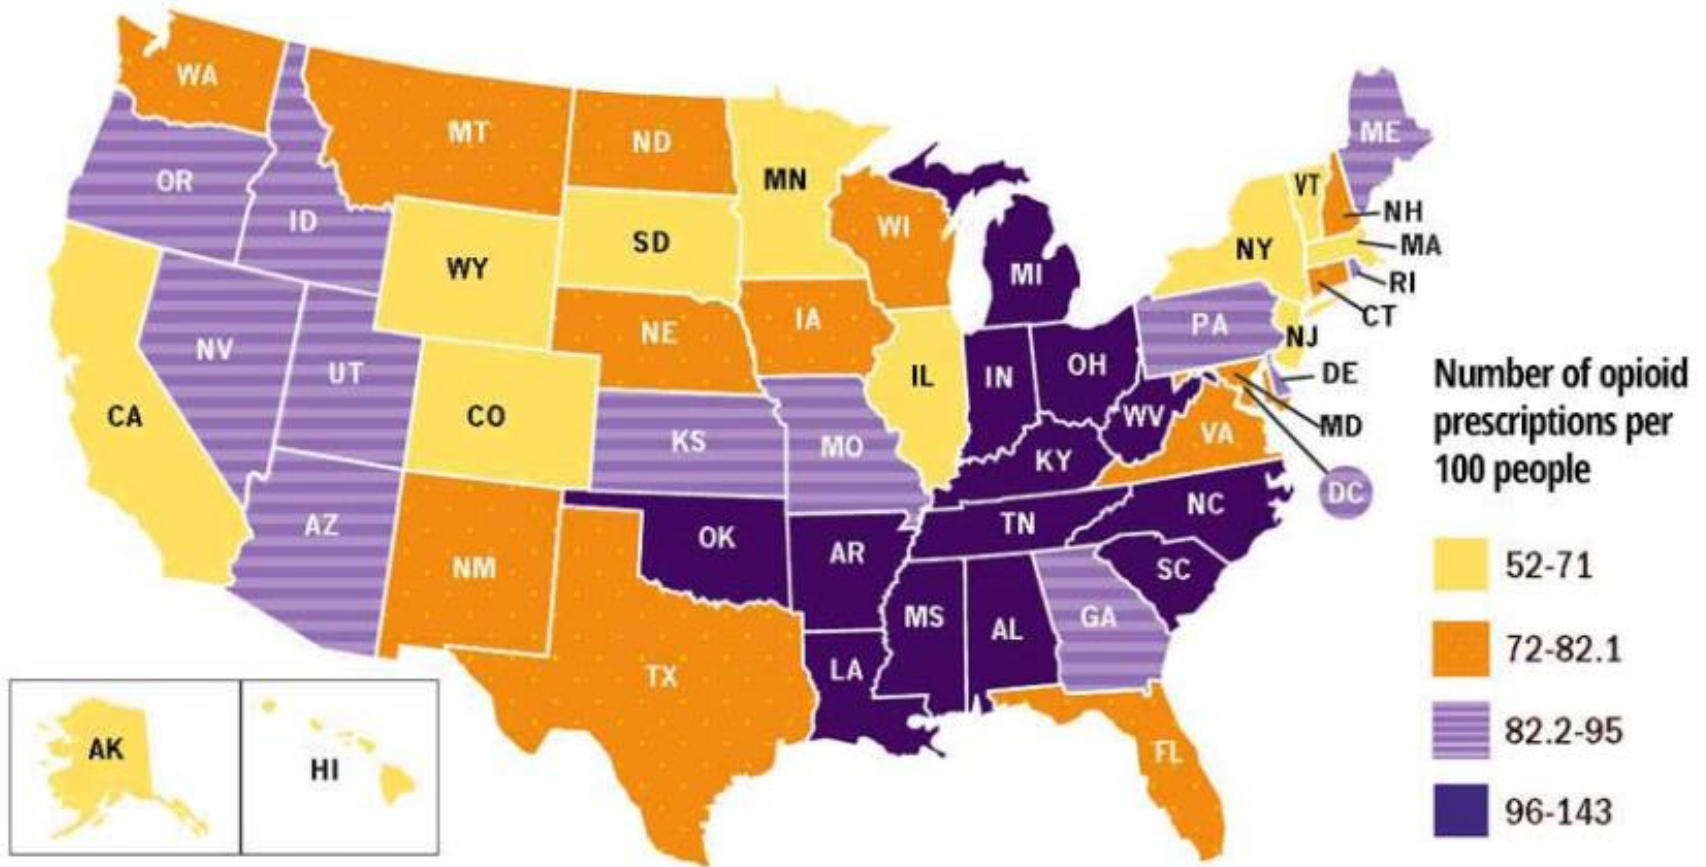 WA
MT
ND
MN
OR
ID
WY
SD
WI
MI
ME
VT
NH
NY
MA
RI
CT
NV
UT
CO
NE
IA
IL
IN
OH
PA
NJ
DE
MD
CA
AZ
NM
KS
MO
KY
WV
VA
DC
OK
AR
TN
NC
TX
LA
MS
AL
GA
SC
FL
AK
HI
Number of opioid
prescriptions per
100 people
52-71
72-82.1
82.2-95
96-143